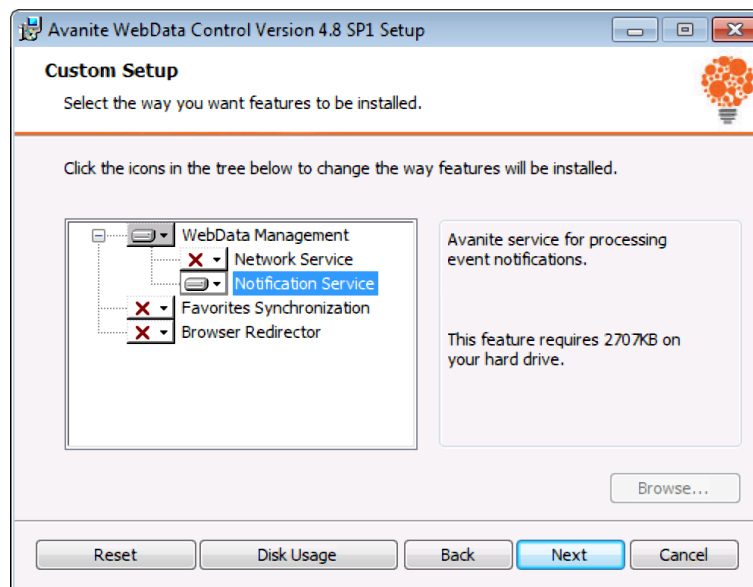 Avanite WebData Control Version 4.8 SP1 Setup
Custom Setup
Select the way you want features to be installed.
Click the icons in the tree below to change the way features will be installed.
WebData Management
Network Service
Notification Service
Favorites Synchronization
Browser Redirector
Avanite service for processing
event notifications.
This feature requires 2707KB on
your hard drive.
Browse...
Reset
Disk Usage
Back
Next
Cancel